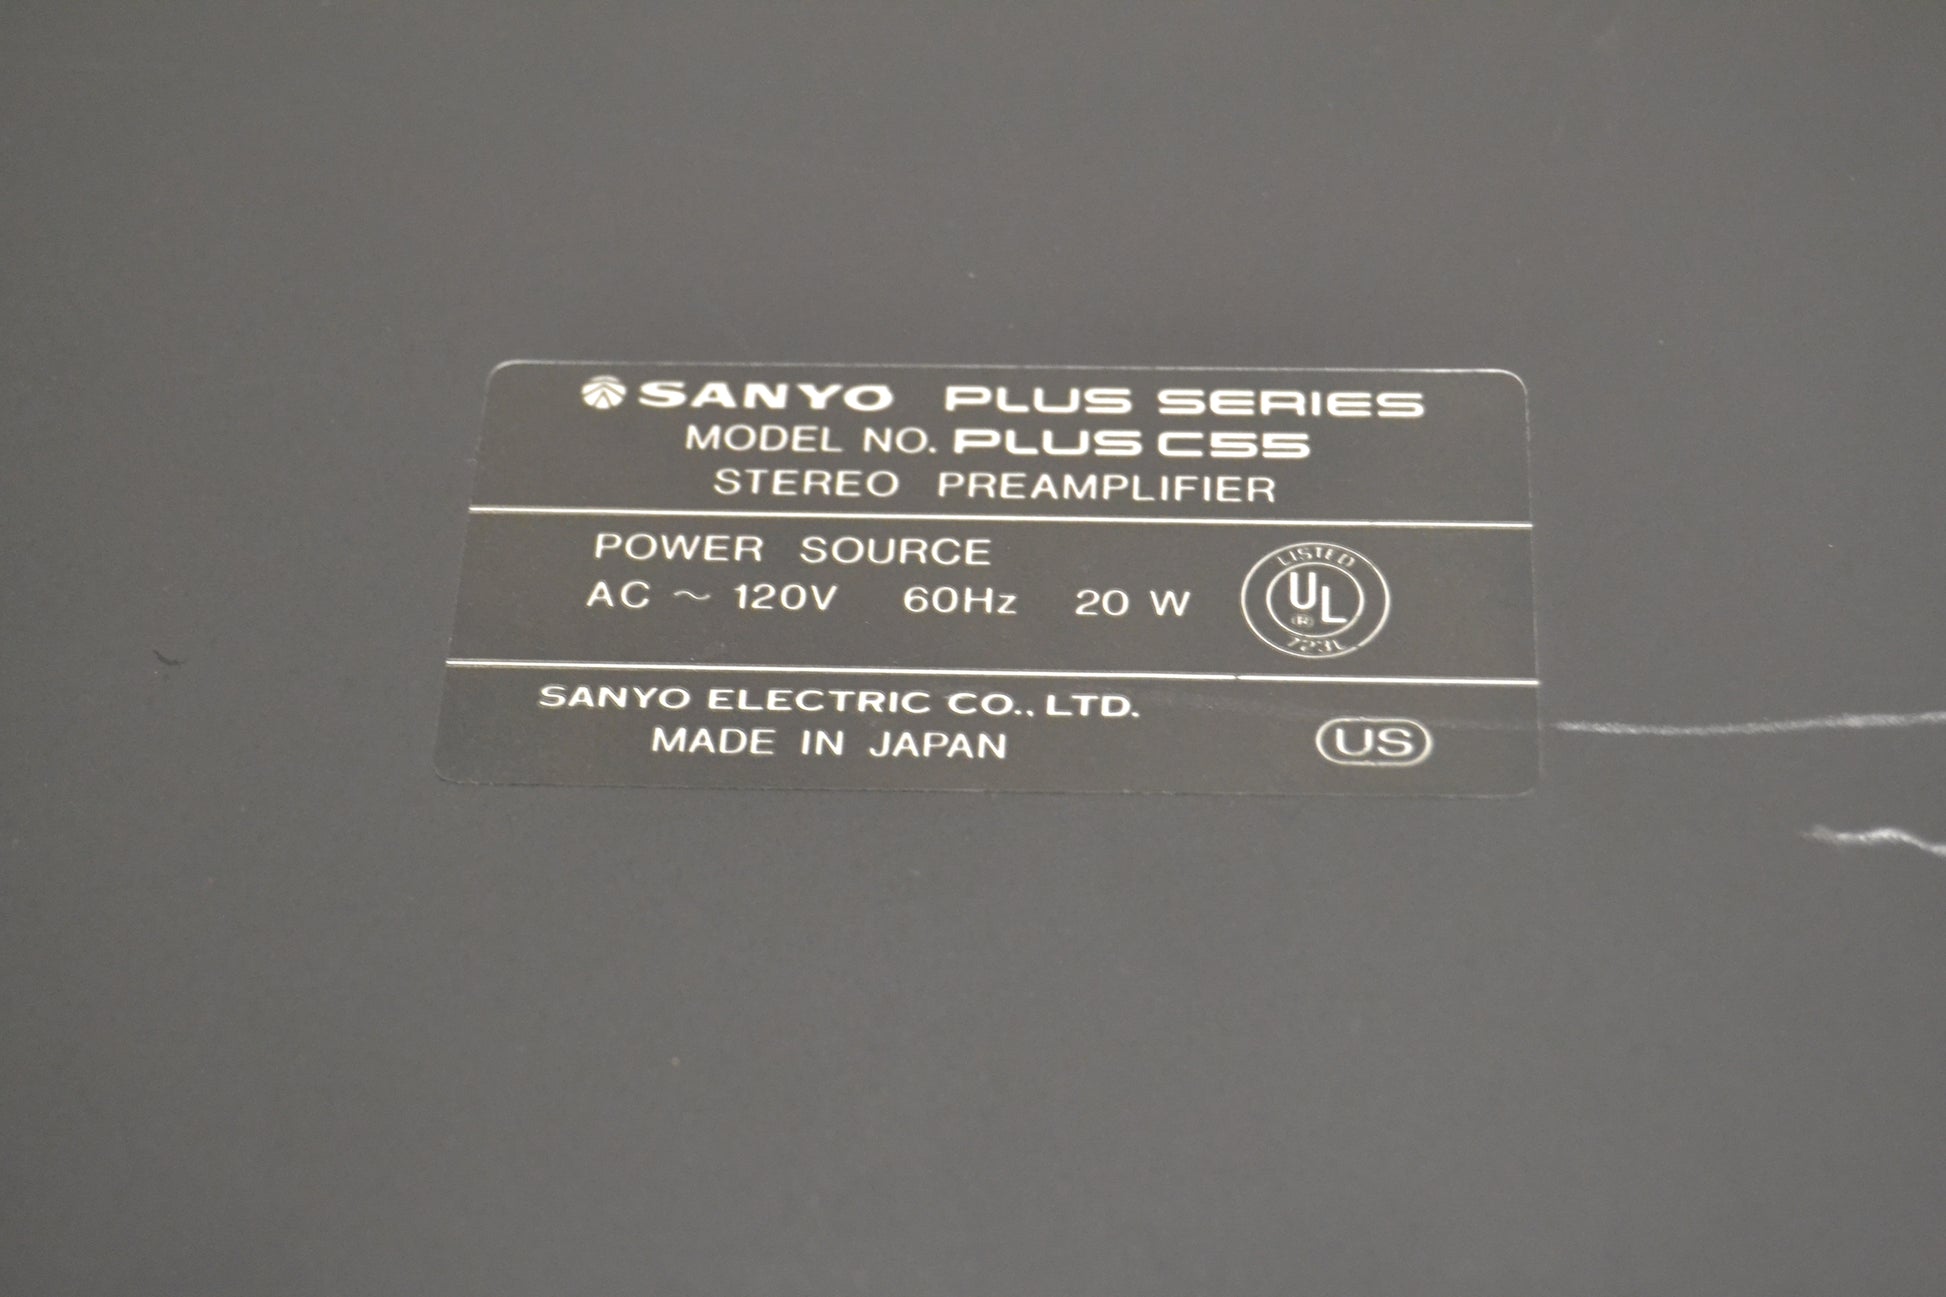 SANYO PLUS SERIES
MODEL NO. PLUS C55
STEREO PREAMPLIFIER
POWER SOURCE
AC ~ 120V 60Hz 20 W
LISTED
UL
®
723L
SANYO ELECTRIC CO., LTD.
MADE IN JAPAN
US